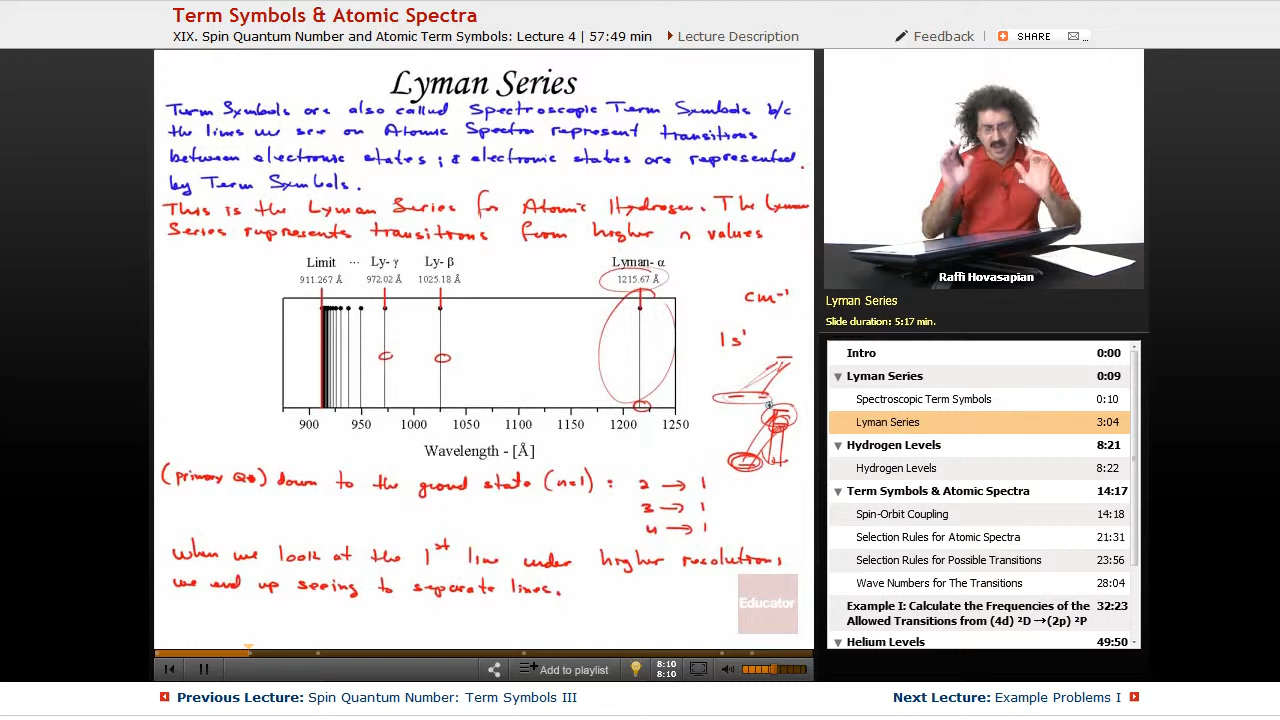 Term Symbols & Atomic Spectra
XIX. Spin Quantum Number and Atomic Term Symbols: Lecture 4 | 57:49 min
Lecture Description
Feedback
SHARE
Lyman Series
Term Symbols are also called Spectroscopic Term Symbols b/c
the lines we see on Atomic Spectra represent transitions
between electronic states ; & electronic states are represented
by Term Symbols.
This is the Lyman Series for Atomic Hydrogen. The Lyman
Series represents transitions from higher n values
Limit ... Ly-γ Ly-β Lyman-α
911.267 Å 972.02 Å 1025.18 Å 1215.67 Å
cm⁻¹
1s¹
900 950 1000 1050 1100 1150 1200 1250
Wavelength - [Å]
(primary Q#) down to the ground state (n=1) : 2 → 1
3 → 1
4 → 1
When we look at the 1st line under higher resolution,
we end up seeing to separate lines.
Educator
Raffi Hovasapian
Lyman Series
Slide duration: 5:17 min.
Intro 0:00
Lyman Series 0:09
Spectroscopic Term Symbols 0:10
Lyman Series 3:04
Hydrogen Levels 8:21
Hydrogen Levels 8:22
Term Symbols & Atomic Spectra 14:17
Spin-Orbit Coupling 14:18
Selection Rules for Atomic Spectra 21:31
Selection Rules for Possible Transitions 23:56
Wave Numbers for The Transitions 28:04
Example I: Calculate the Frequencies of the 32:23
Allowed Transitions from (4d) ²D →(2p) ²P
Helium Levels 49:50
Add to playlist
8:10
8:10
Previous Lecture: Spin Quantum Number: Term Symbols III
Next Lecture: Example Problems I